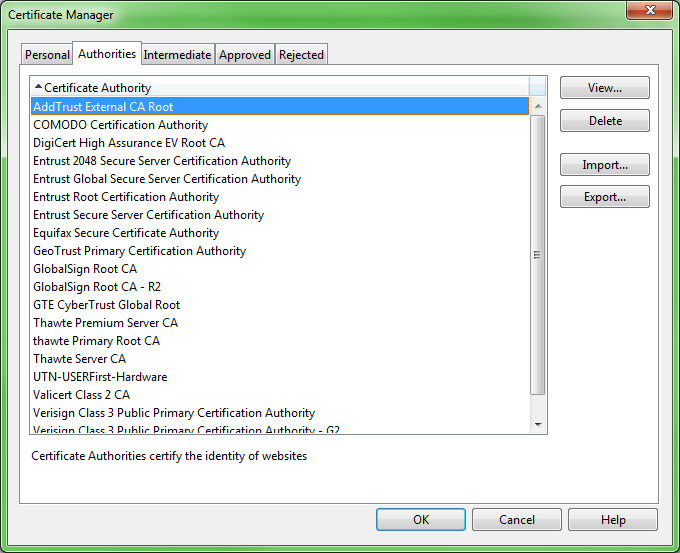 Certificate Manager
Personal Authorities Intermediate Approved Rejected
Certificate Authority
AddTrust External CA Root
COMODO Certification Authority
DigiCert High Assurance EV Root CA
Entrust 2048 Secure Server Certification Authority
Entrust Global Secure Server Certification Authority
Entrust Root Certification Authority
Entrust Secure Server Certification Authority
Equifax Secure Certificate Authority
GeoTrust Primary Certification Authority
GlobalSign Root CA
GlobalSign Root CA - R2
GTE CyberTrust Global Root
Thawte Premium Server CA
thawte Primary Root CA
Thawte Server CA
UTN-USERFirst-Hardware
Valicert Class 2 CA
Verisign Class 3 Public Primary Certification Authority
Verisign Class 3 Public Primary Certification Authority - G2
View...
Delete
Import...
Export...
Certificate Authorities certify the identity of websites
OK Cancel Help